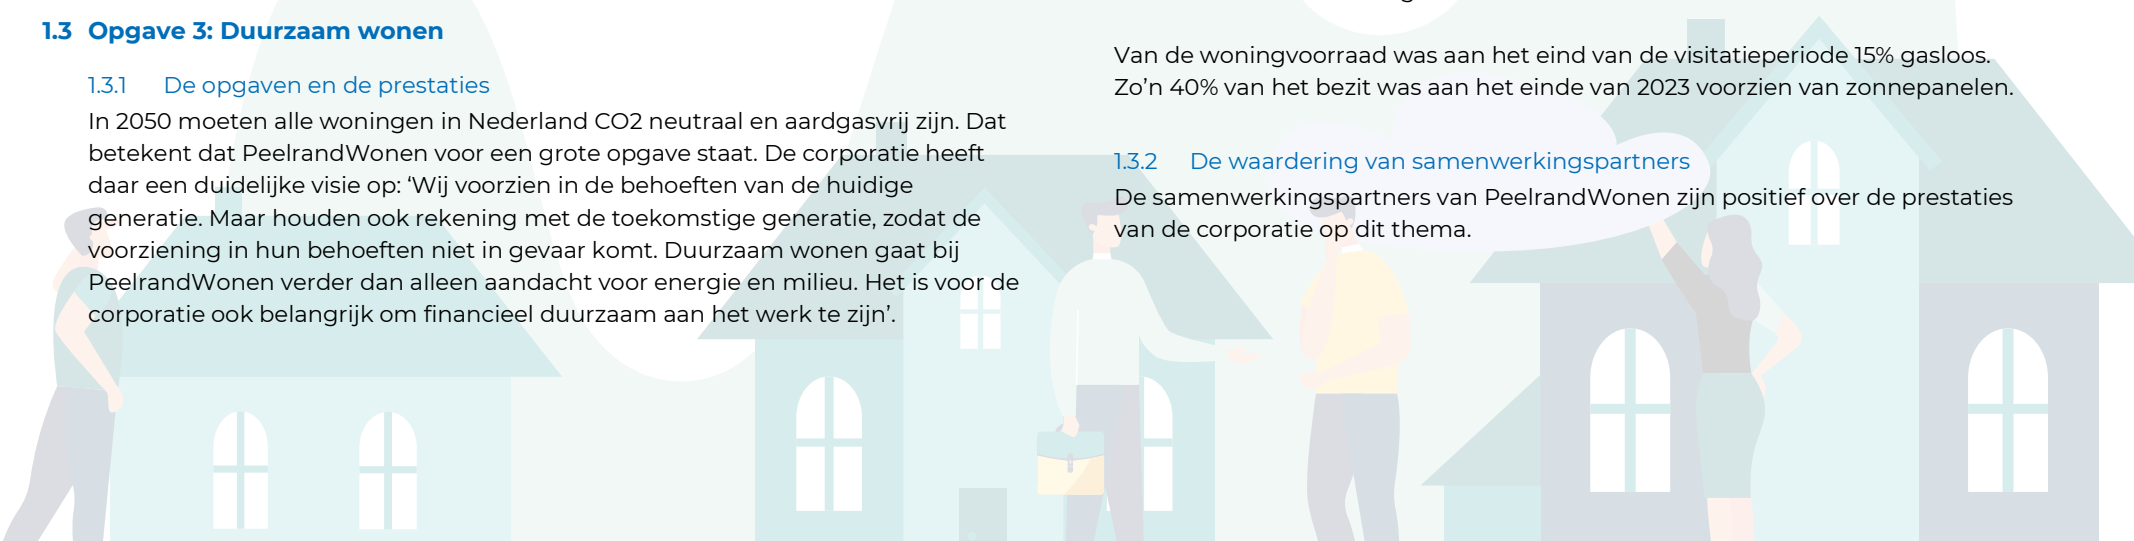 1.3 Opgave 3: Duurzaam wonen
1.3.1 De opgaven en de prestaties
In 2050 moeten alle woningen in Nederland CO2 neutraal en aardgasvrij zijn. Dat
betekent dat PeelrandWonen voor een grote opgave staat. De corporatie heeft
daar een duidelijke visie op: ‘Wij voorzien in de behoeften van de huidige
generatie. Maar houden ook rekening met de toekomstige generatie, zodat de
voorziening in hun behoeften niet in gevaar komt. Duurzaam wonen gaat bij
PeelrandWonen verder dan alleen aandacht voor energie en milieu. Het is voor de
corporatie ook belangrijk om financieel duurzaam aan het werk te zijn’.
Van de woningvoorraad was aan het eind van de visitatieperiode 15% gasloos.
Zo’n 40% van het bezit was aan het einde van 2023 voorzien van zonnepanelen.
1.3.2 De waardering van samenwerkingspartners
De samenwerkingspartners van PeelrandWonen zijn positief over de prestaties
van de corporatie op dit thema.